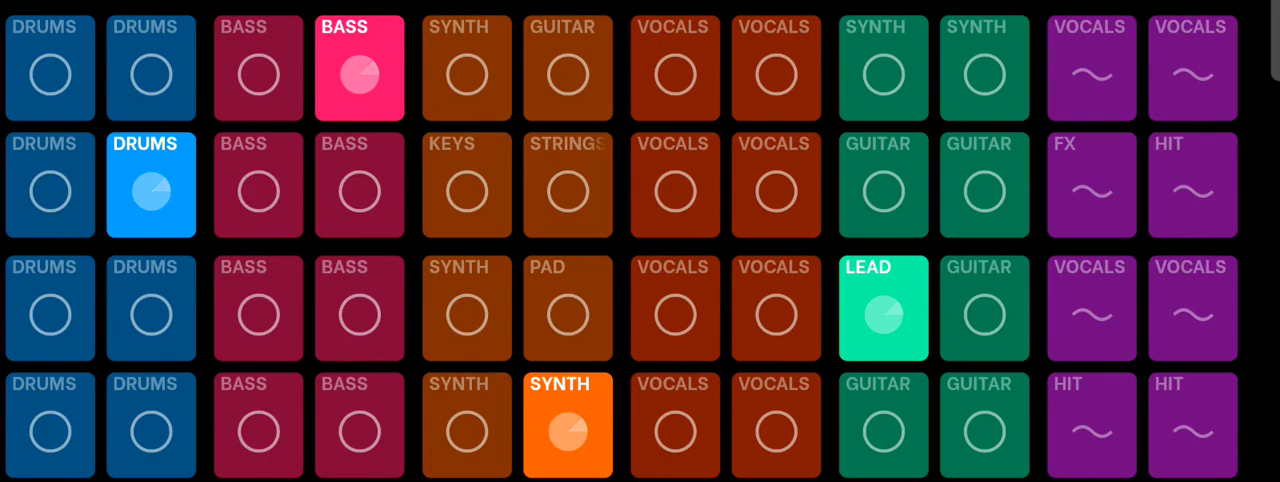 DRUMS DRUMS BASS BASS SYNTH GUITAR VOCALS VOCALS SYNTH SYNTH VOCALS VOCALS
DRUMS DRUMS BASS BASS KEYS STRINGS VOCALS VOCALS GUITAR GUITAR FX HIT
DRUMS DRUMS BASS BASS SYNTH PAD VOCALS VOCALS LEAD GUITAR VOCALS VOCALS
DRUMS DRUMS BASS BASS SYNTH SYNTH VOCALS VOCALS GUITAR GUITAR HIT HIT